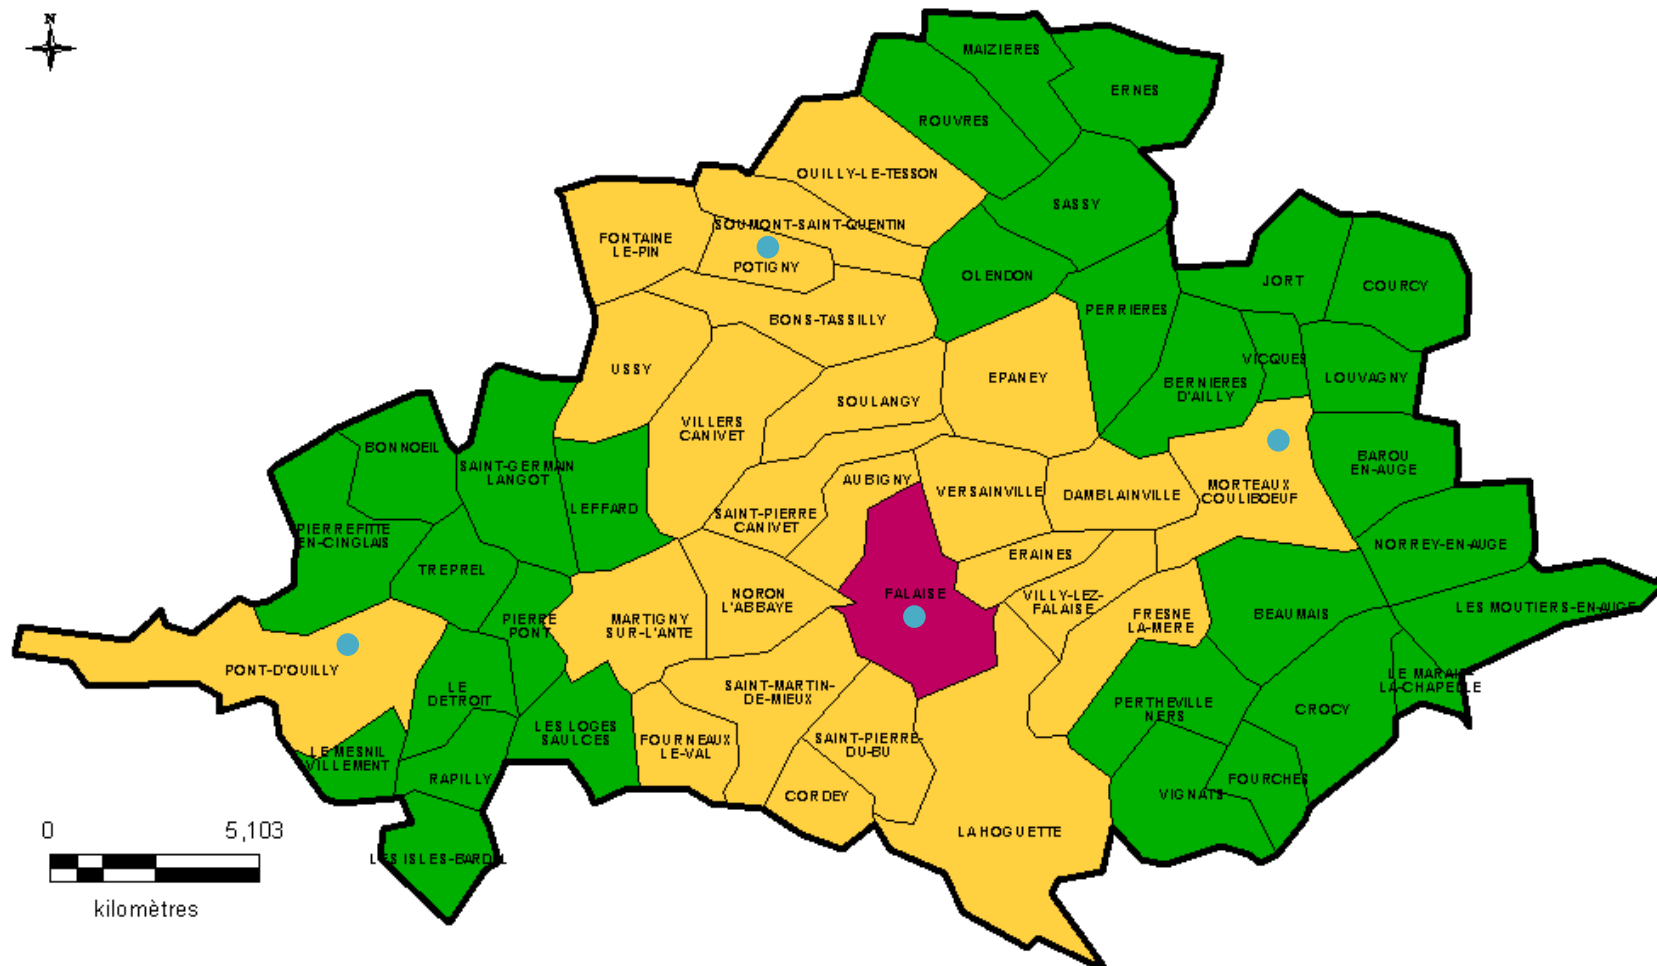 N
MAIZIERES
ERNES
ROUVRES
OUILLY-LE-TESSON
SASSY
SOUMONT-SAINT-QUENTIN
FONTAINE
LE-PIN
POTIGNY
OLENDON
JORT
COURCY
PERRIERES
BONS-TASSILLY
VICQUES
USSY
EPANEY
LOUVAGNY
BERNIERES
D'AILLY
SOULANGY
VILLERS
CANIVET
BONNOEIL
SAINT-GERMAIN
LANGOT
BAROU
EN-AUGE
AUBIGNY
VERSAINVILLE
DAMBLAINVILLE
MORTEAUX
COULIBOEUF
LEFFARD
SAINT-PIERRE
CANIVET
PIERREFITTE
EN-CINGLAIS
NORREY-EN-AUGE
ERAINES
TREPREL
NORON
L'ABBAYE
FALAISE
VILLY-LEZ-
FALAISE
LES MOUTIERS-EN-AUGE
BEAUMAIS
FRESNE
LA-MERE
PIERRE
PONT
MARTIGNY
SUR-L'ANTE
PONT-D'OUILLY
LE MARAIS
LA-CHAPELLE
SAINT-MARTIN-
DE-MIEUX
LE
DETROIT
PERTHEVILLE
NERS
CROCY
LES LOGES
SAULCES
FOURNEAUX
LE-VAL
SAINT-PIERRE-
DU-BU
LE MESNIL
VILLEMENT
RAPILLY
FOURCHES
VIGNATS
CORDEY
LA HOGUETTE
0 5,103
LES ISLES-BARDEL
kilomètres